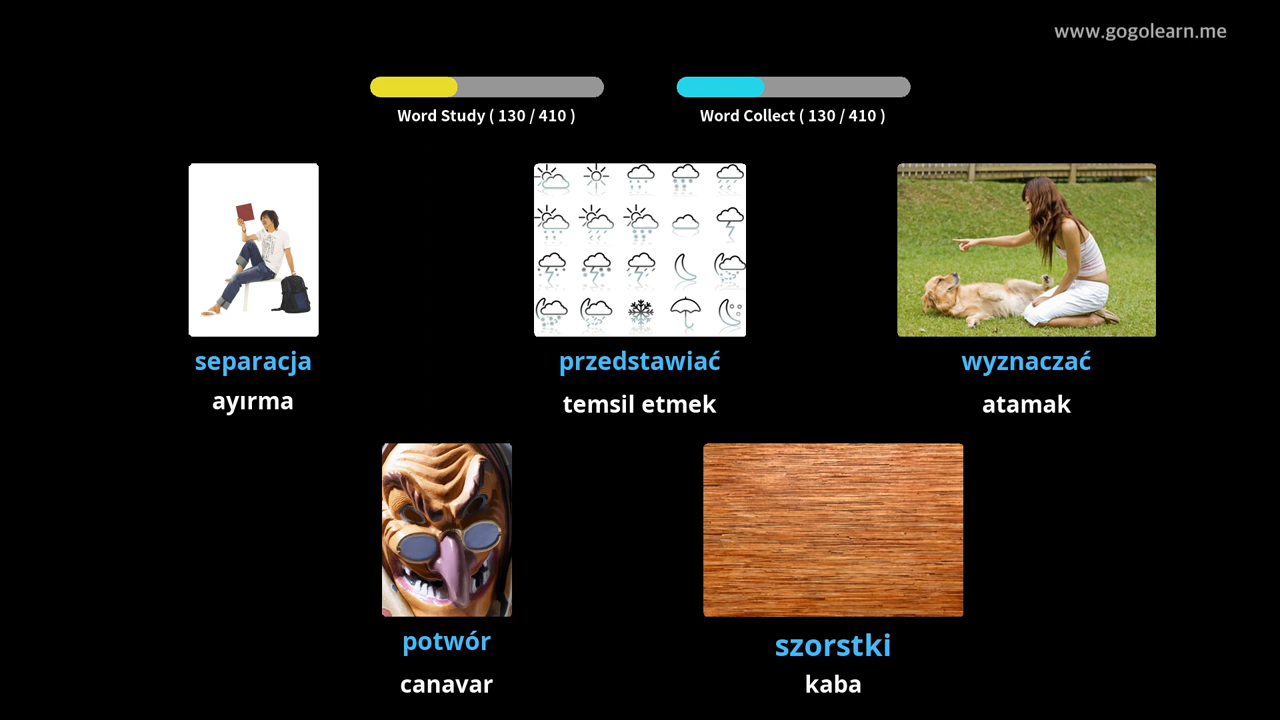 www.gogolearn.me
Word Study ( 130 / 410 )
Word Collect ( 130 / 410 )
separacja
ayırma
przedstawiać
temsil etmek
wyznaczać
atamak
potwór
canavar
szorstki
kaba